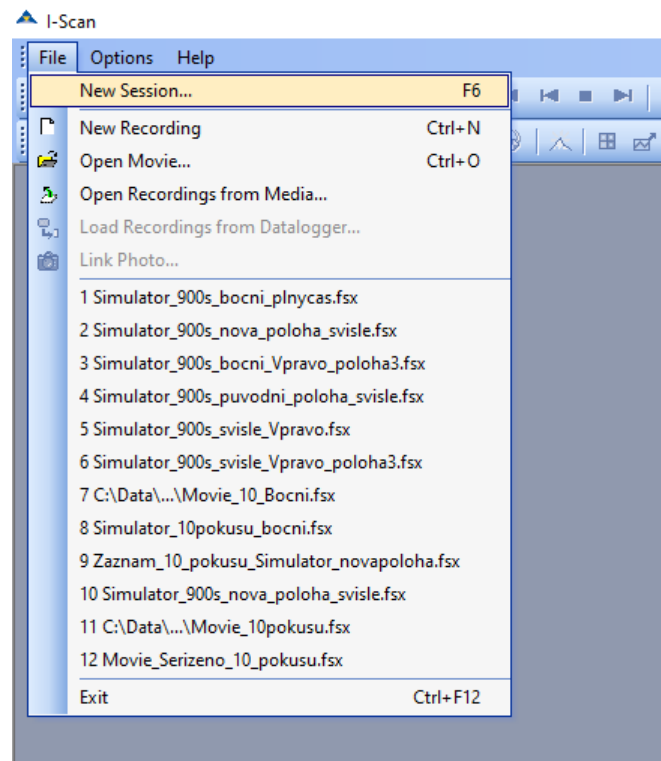 I-Scan
File Options Help
New Session... F6
New Recording Ctrl+N
Open Movie... Ctrl+O
Open Recordings from Media...
Load Recordings from Datalogger...
Link Photo...
1 Simulator_900s_bocni_plnycas.fsx
2 Simulator_900s_nova_poloha_svisle.fsx
3 Simulator_900s_bocni_Vpravo_poloha3.fsx
4 Simulator_900s_puvodni_poloha_svisle.fsx
5 Simulator_900s_svisle_Vpravo.fsx
6 Simulator_900s_svisle_Vpravo_poloha3.fsx
7 C:\Data\...\Movie_10_Bocni.fsx
8 Simulator_10pokusu_bocni.fsx
9 Zaznam_10_pokusu_Simulator_novapoloha.fsx
10 Simulator_900s_nova_poloha_svisle.fsx
11 C:\Data\...\Movie_10pokusu.fsx
12 Movie_Serizeno_10_pokusu.fsx
Exit Ctrl+F12